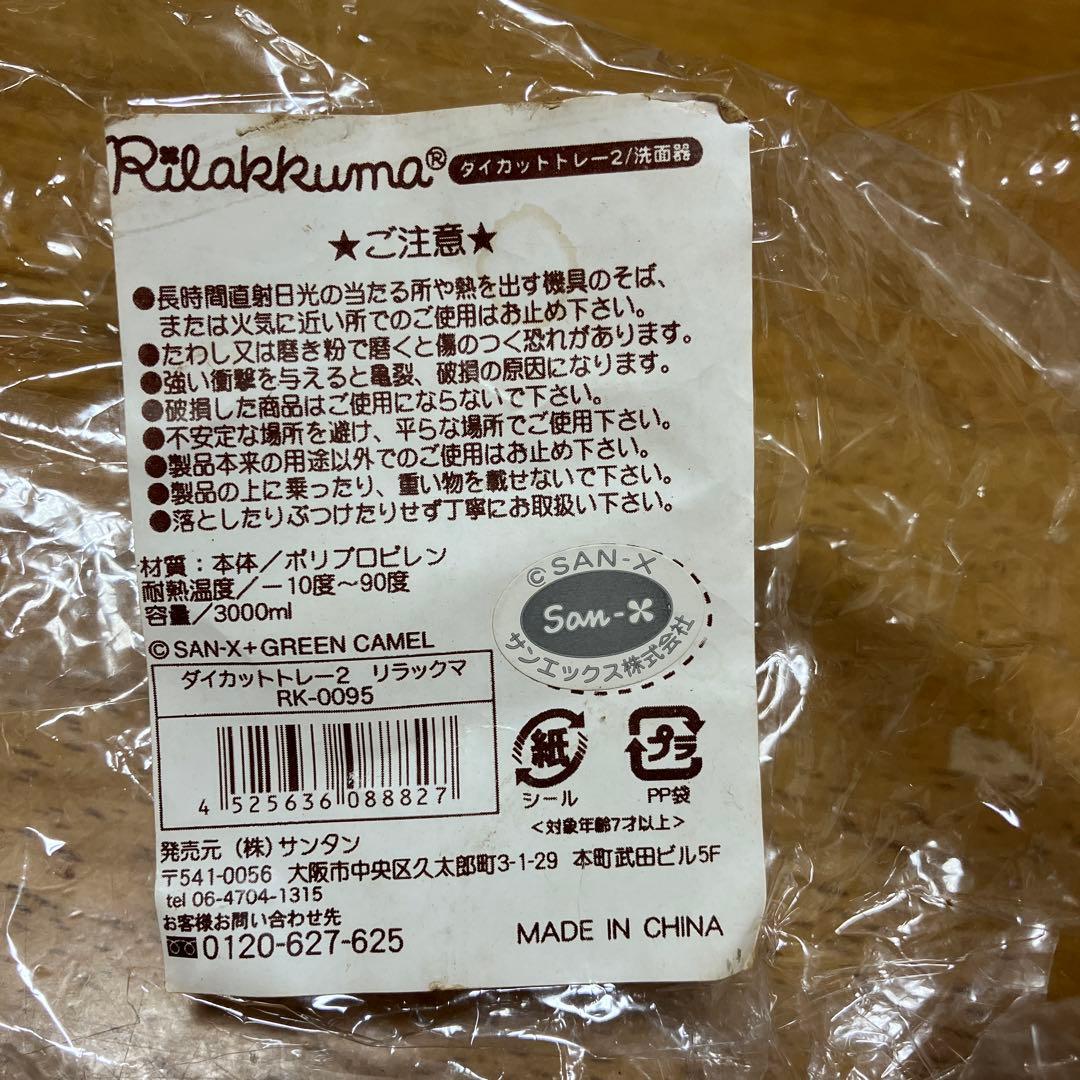 Rilakkuma® ダイカットトレー2/洗面器
★ご注意★
●長時間直射日光の当たる所や熱を出す機具のそば、
または火気に近い所でのご使用はお止め下さい。
●たわし又は磨き粉で磨くと傷のつく恐れがあります。
●強い衝撃を与えると亀裂、破損の原因になります。
●破損した商品はご使用にならないで下さい。
●不安定な場所を避け、平らな場所でご使用下さい。
●製品本来の用途以外でのご使用はお止め下さい。
●製品の上に乗ったり、重い物を載せないで下さい。
●落としたりぶつけたりせず丁寧にお取扱い下さい。
材質：本体／ポリプロピレン
耐熱温度／－10度～90度
容量／3000ml
©SAN-X+GREEN CAMEL
©SAN-X
San-X
サンエックス株式会社
ダイカットトレー2 リラックマ
RK-0095
4 525636 088827
紙
シール
プラ
PP袋
＜対象年齢7才以上＞
発売元（株）サンタン
〒541-0056 大阪市中央区久太郎町3-1-29 本町武田ビル5F
tel 06-4704-1315
お客様お問い合わせ先
0120-627-625
MADE IN CHINA